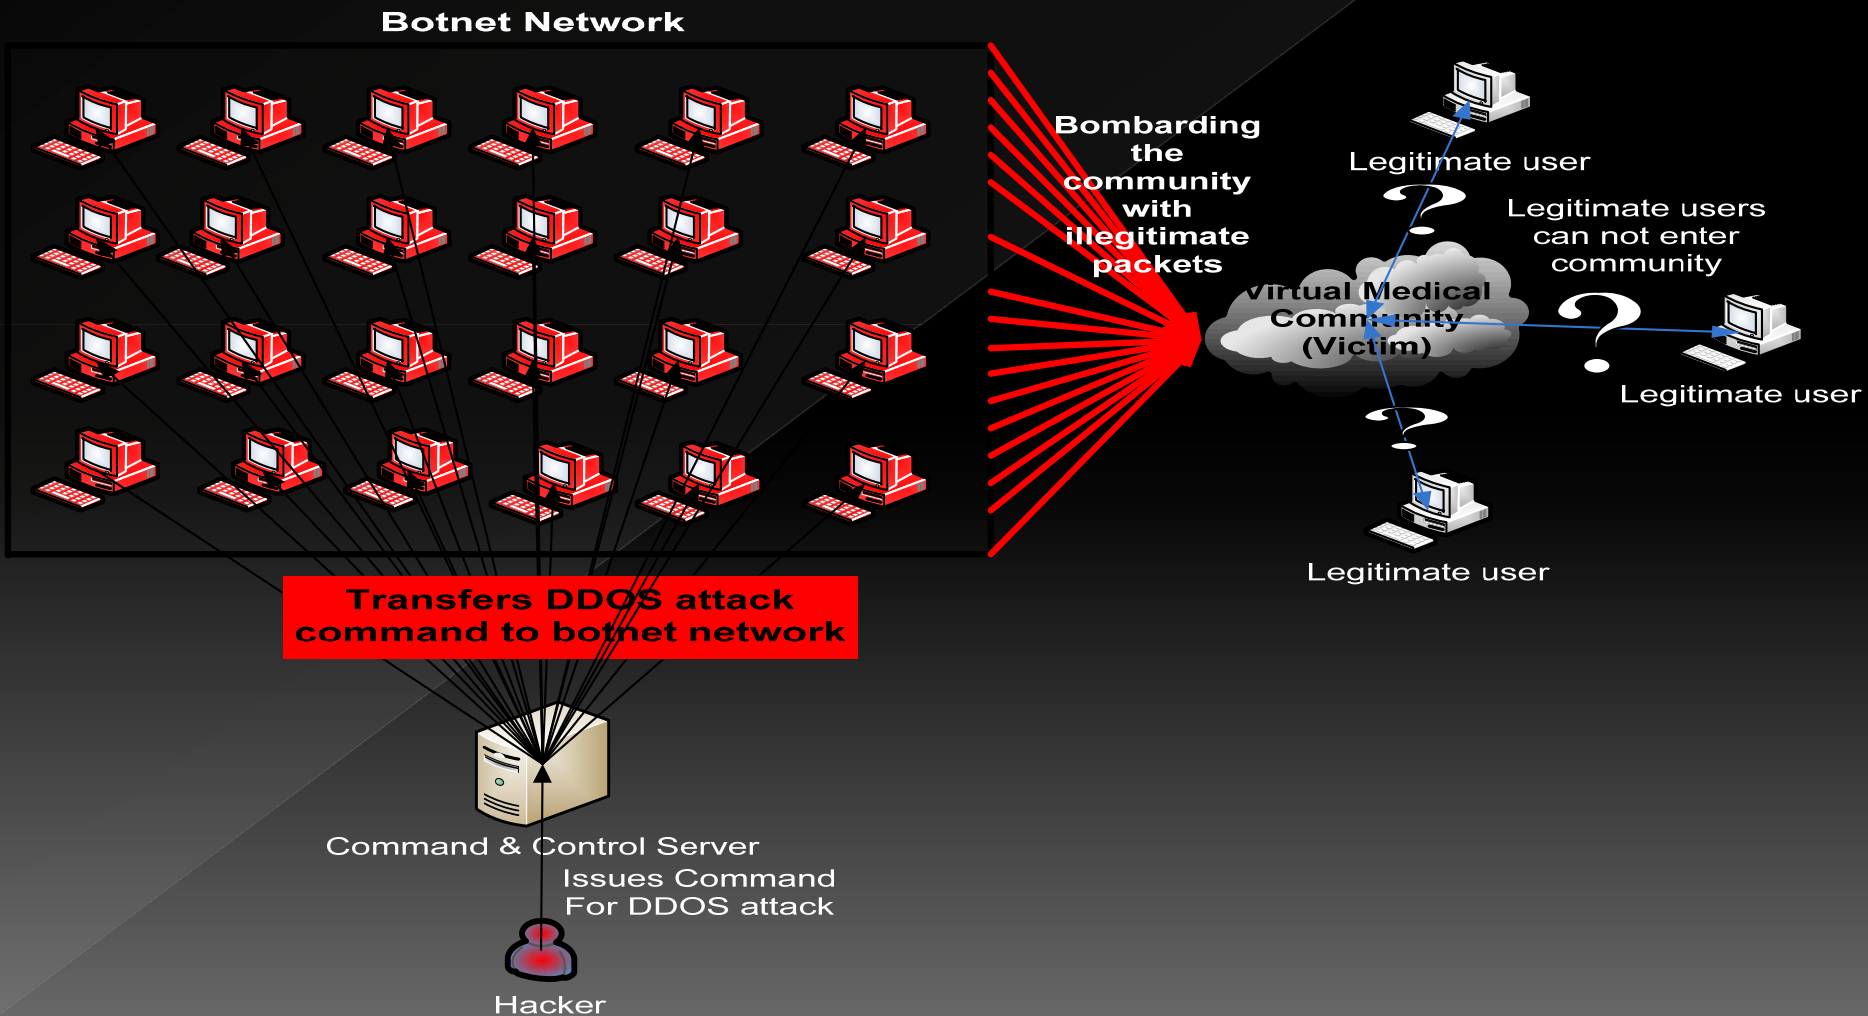 Botnet Network
Bombarding
the
community
with
illegitimate
packets
Legitimate user
Legitimate users
can not enter
community
Virtual Medical
Community
(Victim)
?
?
?
Legitimate user
Legitimate user
Transfers DDOS attack
command to botnet network
Command & Control Server
Issues Command
For DDOS attack
Hacker